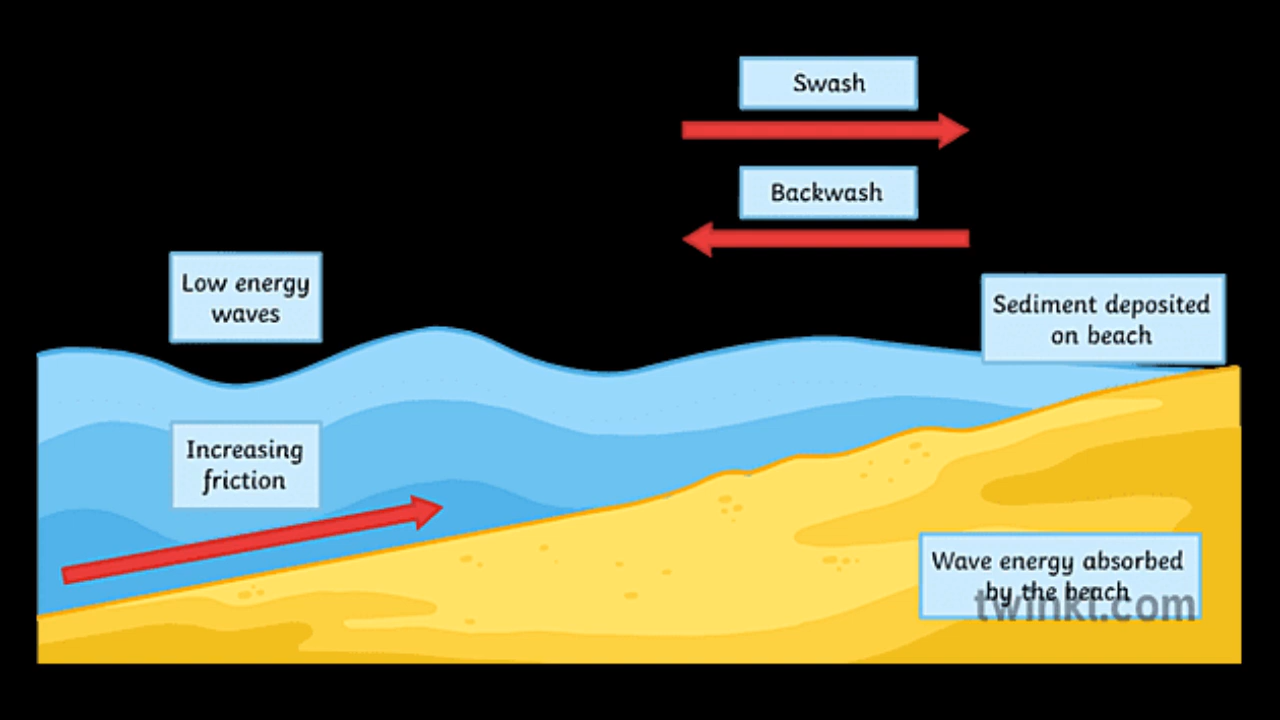 Swash
Backwash
Low energy
waves
Sediment deposited
on beach
Increasing
friction
Wave energy absorbed
by the beach
twinkl.com